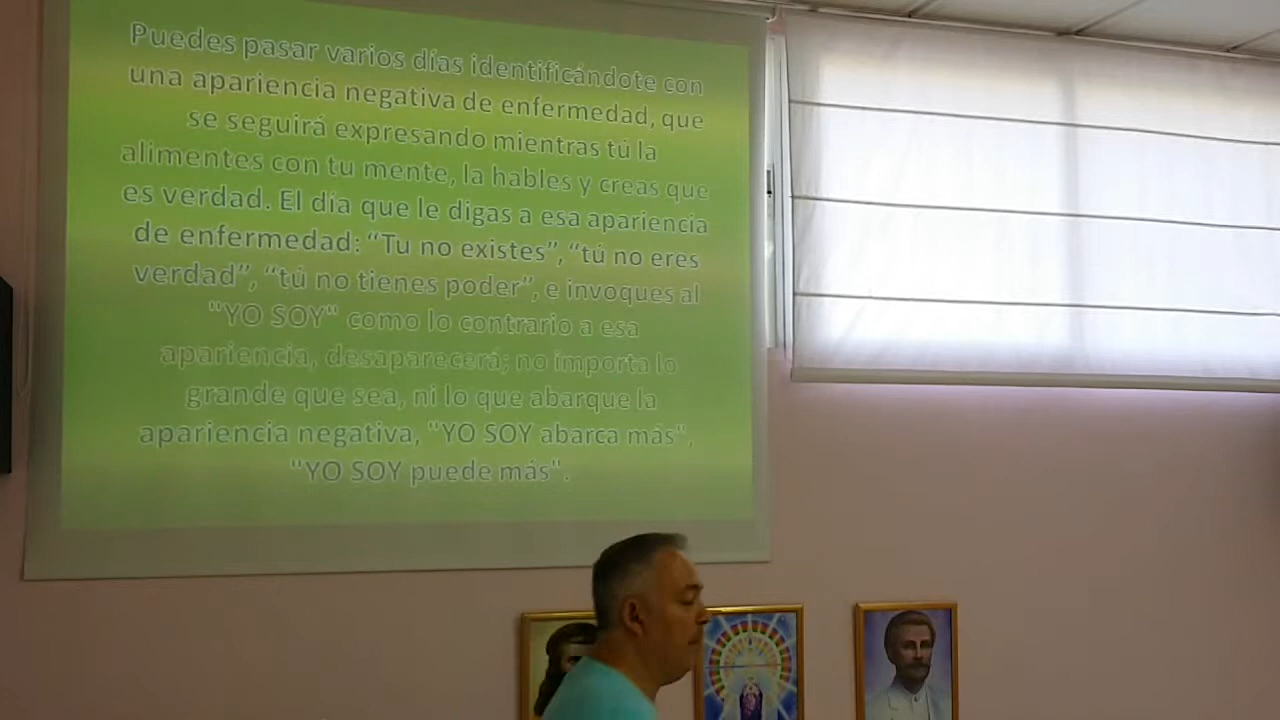 Puedes pasar varios días identificándote con
una apariencia negativa de enfermedad, que
se seguirá expresando mientras tú la
alimentes con tu mente, la hables y creas que
es verdad. El día que le digas a esa apariencia
de enfermedad: “Tu no existes”, “tú no eres
verdad”, “tú no tienes poder”, e invoques al
"YO SOY" como lo contrario a esa
apariencia, desaparecerá; no importa lo
grande que sea, ni lo que abarque la
apariencia negativa, "YO SOY abarca más",
"YO SOY puede más".